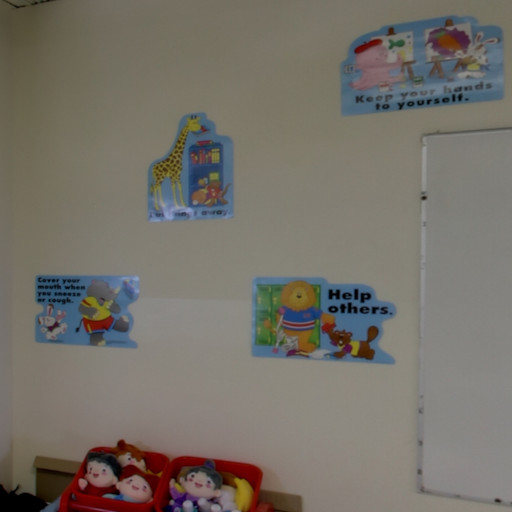 Keep your hands
to yourself.
Cover your
mouth when
you sneeze
or cough.
Help
others.